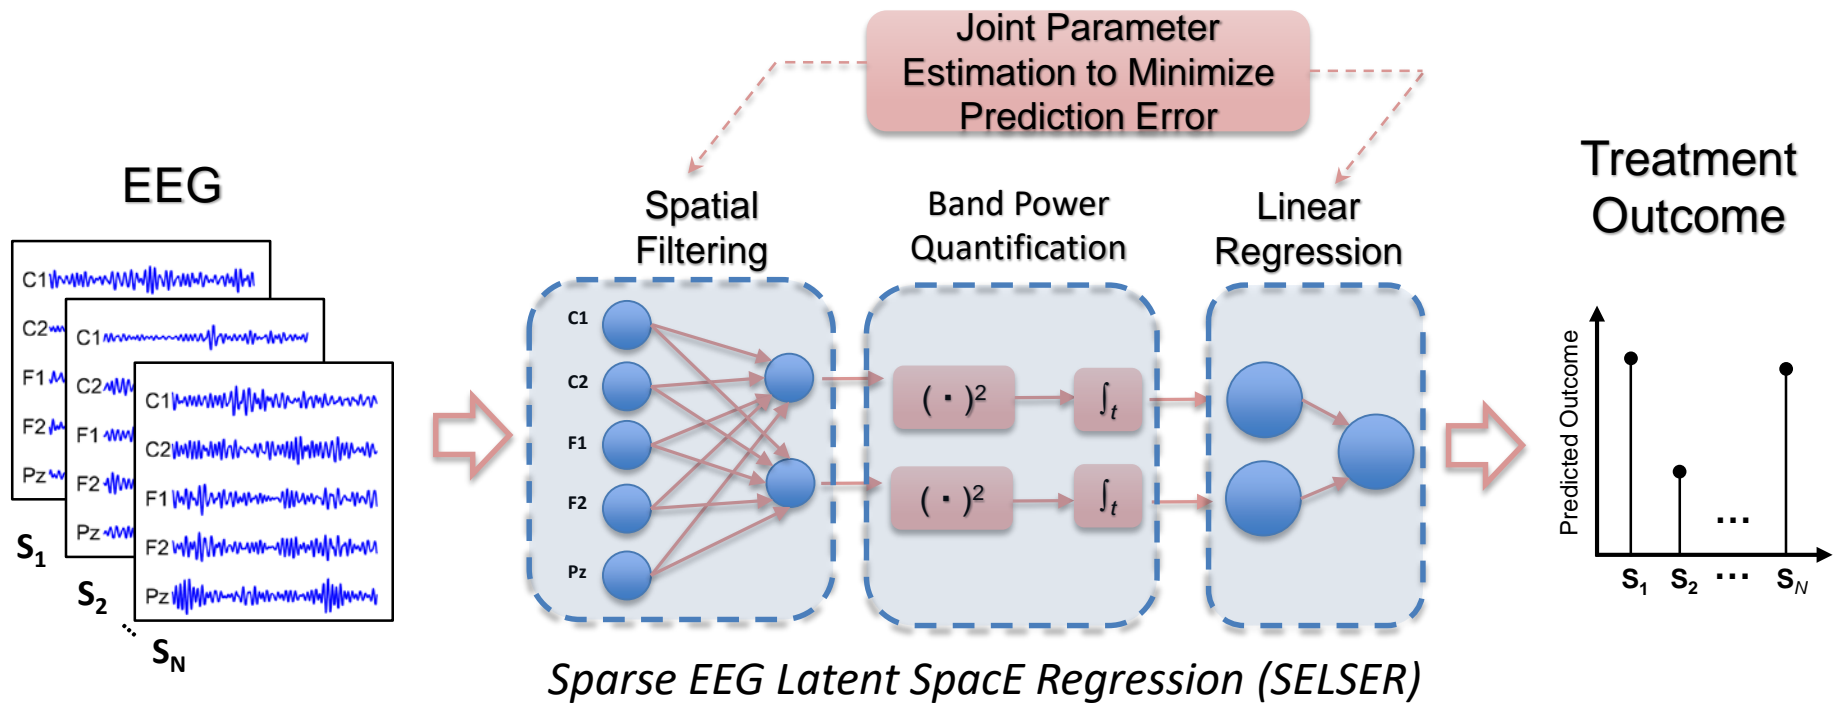 Joint Parameter
Estimation to Minimize
Prediction Error
EEG
Spatial
Filtering
Band Power
Quantification
Linear
Regression
Treatment
Outcome
C1
C2
F1
F2
Pz
S1
C1
C2
F1
F2
Pz
S2
C1
C2
F1
F2
Pz
...
SN
C1
C2
F1
F2
Pz
(·)²
∫t
(·)²
∫t
Predicted Outcome
...
S1 S2 ... SN
Sparse EEG Latent SpacE Regression (SELSER)